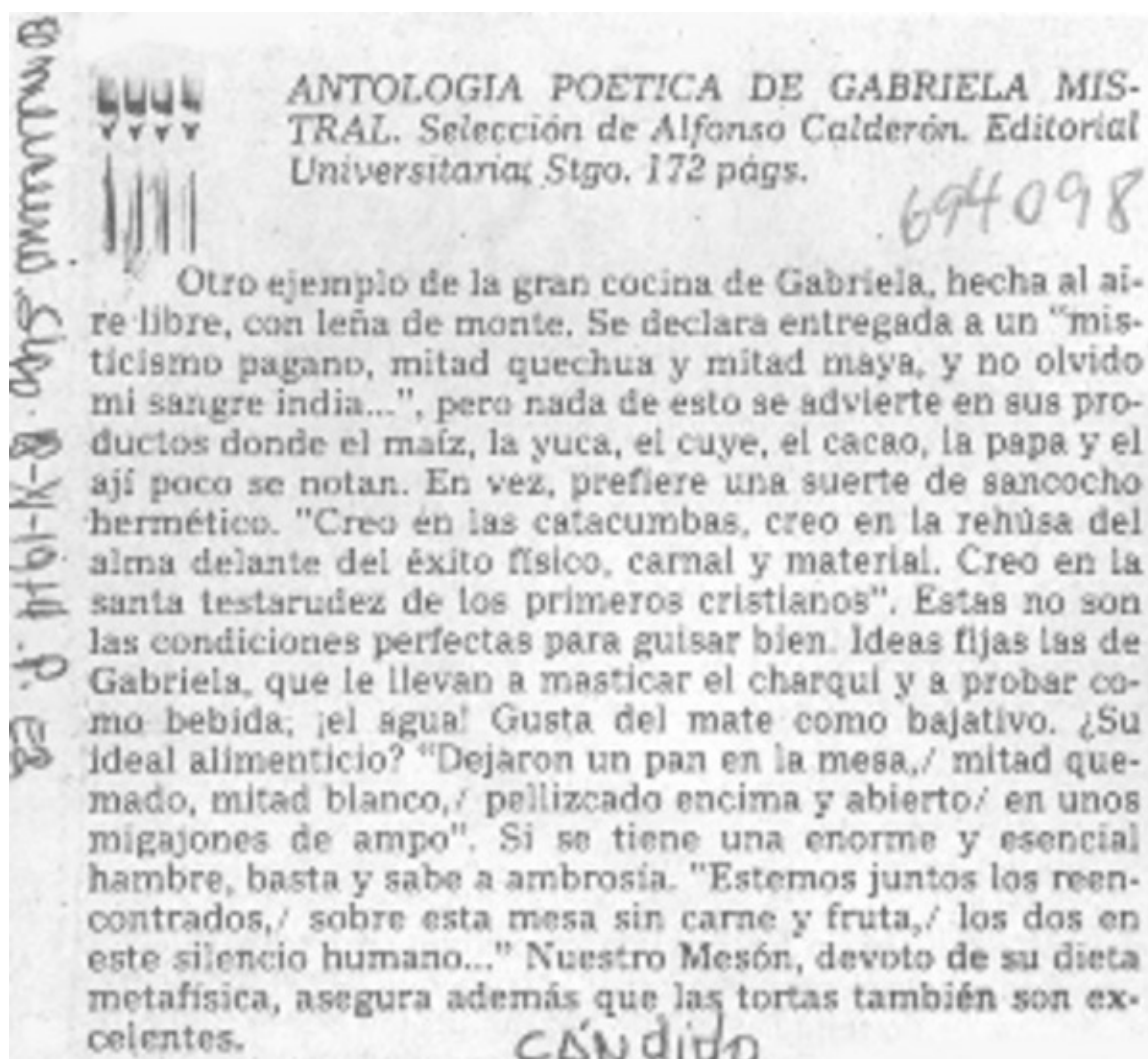 ANTOLOGIA POETICA DE GABRIELA MIS-
TRAL. Selección de Alfonso Calderón. Editorial
Universitaria; Stgo. 172 págs.
694098
Otro ejemplo de la gran cocina de Gabriela, hecha al ai-
re libre, con leña de monte. Se declara entregada a un "mis-
ticismo pagano, mitad quechua y mitad maya, y no olvido
mi sangre india...", pero nada de esto se advierte en sus pro-
ductos donde el maíz, la yuca, el cuye, el cacao, la papa y el
ají poco se notan. En vez, prefiere una suerte de sancocho
hermético. "Creo en las catacumbas, creo en la rehúsa del
alma delante del éxito físico, carnal y material. Creo en la
santa testarudez de los primeros cristianos". Estas no son
las condiciones perfectas para guisar bien. Ideas fijas las de
Gabriela, que le llevan a masticar el charqui y a probar co-
mo bebida, ¡el agua! Gusta del mate como bajativo. ¿Su
ideal alimenticio? "Dejaron un pan en la mesa,/ mitad que-
mado, mitad blanco,/ pellizcado encima y abierto/ en unos
migajones de ampo". Si se tiene una enorme y esencial
hambre, basta y sabe a ambrosía. "Estemos juntos los reen-
contrados,/ sobre esta mesa sin carne y fruta,/ los dos en
este silencio humano..." Nuestro Mesón, devoto de su dieta
metafísica, asegura además que las tortas también son ex-
celentes.
CÁNdido